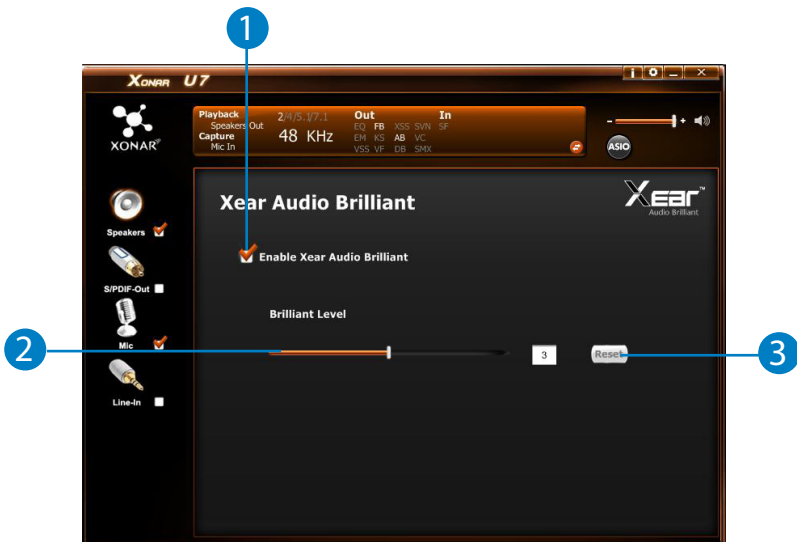 1
XONAR U7
i
Playback 2/4/5.1/7.1 Out In
Speakers Out EQ FB XSS SVN SF
Capture 48 KHz EM KS AB VC
Mic In VSS VF DB SMX
- +
XONAR
ASIO
Xear Audio Brilliant
Xear™
Audio Brilliant
Speakers
Enable Xear Audio Brilliant
S/PDIF-Out
Brilliant Level
Mic
2
3
Reset
3
Line-In